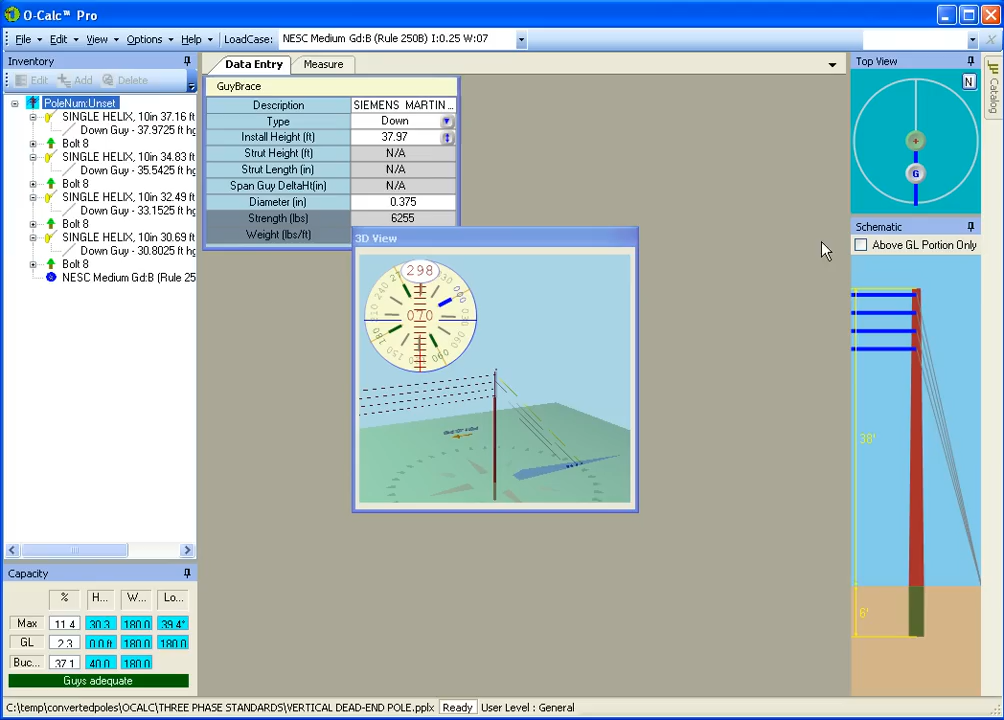 O-Calc™ Pro
File Edit View Options Help LoadCase: NESC Medium Gd:B (Rule 250B) I:0.25 W:07
Inventory
Edit Add Delete
PoleNum:Unset
SINGLE HELIX, 10in 37.16 ft
Down Guy - 37.9725 ft hg
Bolt 8
SINGLE HELIX, 10in 34.83 ft
Down Guy - 35.5425 ft hg
Bolt 8
SINGLE HELIX, 10in 32.49 ft
Down Guy - 33.1525 ft hg
Bolt 8
SINGLE HELIX, 10in 30.69 ft
Down Guy - 30.8025 ft hg
Bolt 8
NESC Medium Gd:B (Rule 25
Capacity
% H... W... Lo...
Max 11.4 30.3 180.0 39.4°
GL 2.3 0.0 ft 180.0 180.0
Buc... 37.1 40.0 180.0
Guys adequate
Data Entry Measure
GuyBrace
Description SIEMENS MARTIN ...
Type Down
Install Height (ft) 37.97
Strut Height (ft) N/A
Strut Length (in) N/A
Span Guy DeltaHt(in) N/A
Diameter (in) 0.375
Strength (lbs) 6255
Weight (lbs/ft)
3D View
298
070
Top View
N
G
Catalog
Schematic
Above GL Portion Only
38'
6'
C:\temp\convertedpoles\OCALC\THREE PHASE STANDARDS\VERTICAL DEAD-END POLE.pplx Ready User Level : General